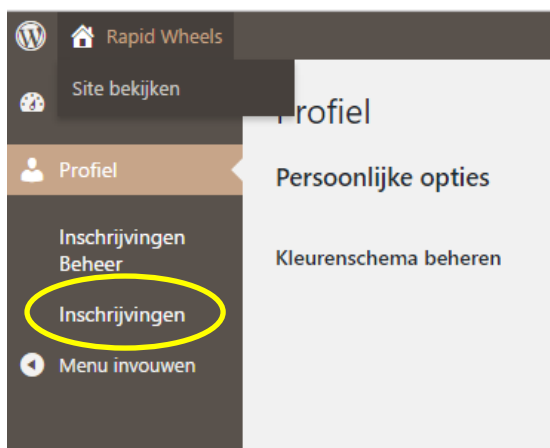 Rapid Wheels
Site bekijken
Profiel
Profiel
Persoonlijke opties
Inschrijvingen
Beheer
Kleurenschema beheren
Inschrijvingen
Menu invouwen